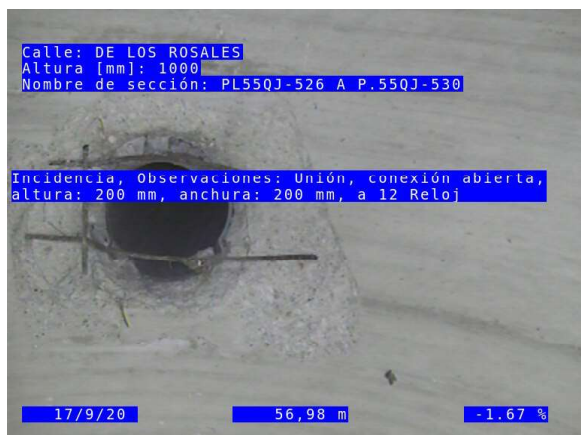 Calle: DE LOS ROSALES
Altura [mm]: 1000
Nombre de sección: PL55QJ-526 A P.55QJ-530
Incidencia, Observaciones: Unión, conexión abierta,
altura: 200 mm, anchura: 200 mm, a 12 Reloj
17/9/20 56,98 m -1.67 %